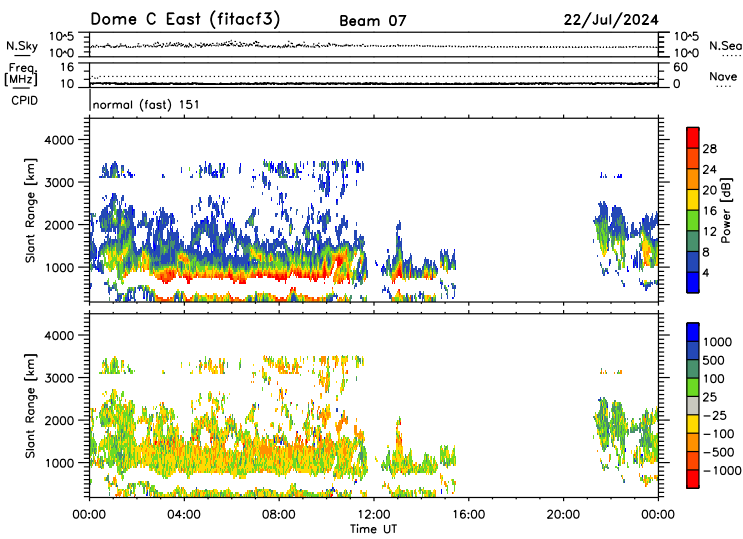 Dome C East (fitacf3) Beam 07 22/Jul/2024
N.Sky 10^5 10^0 10^5 10^0 N.Sea
Freq [MHz] 16 10 60 0 Nave
CPID normal (fast) 151
Slant Range [km] 4000 3000 2000 1000
Power [dB] 28 24 20 16 12 8 4
Slant Range [km] 4000 3000 2000 1000
1000 500 100 25 -25 -100 -500 -1000
00:00 04:00 08:00 12:00 16:00 20:00 00:00
Time UT